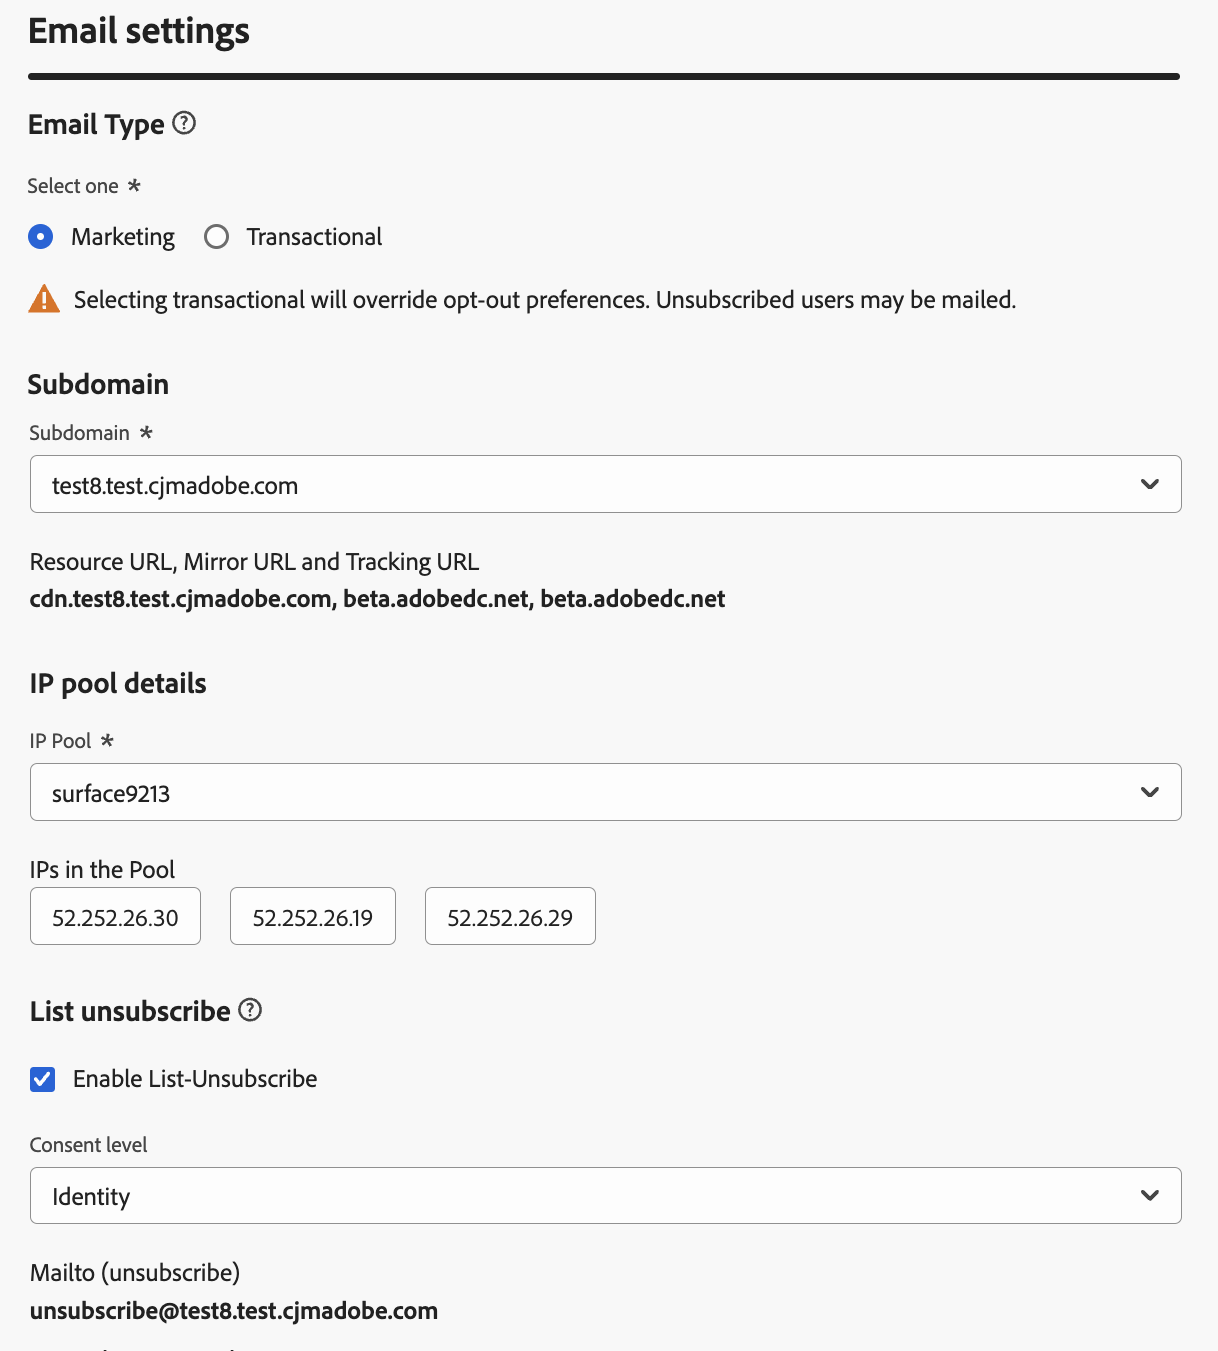 Email settings
Email Type
Select one *
Marketing Transactional
Selecting transactional will override opt-out preferences. Unsubscribed users may be mailed.
Subdomain
Subdomain *
test8.test.cjmadobe.com
Resource URL, Mirror URL and Tracking URL
cdn.test8.test.cjmadobe.com, beta.adobedc.net, beta.adobedc.net
IP pool details
IP Pool *
surface9213
IPs in the Pool
52.252.26.30 52.252.26.19 52.252.26.29
List unsubscribe
Enable List-Unsubscribe
Consent level
Identity
Mailto (unsubscribe)
unsubscribe@test8.test.cjmadobe.com